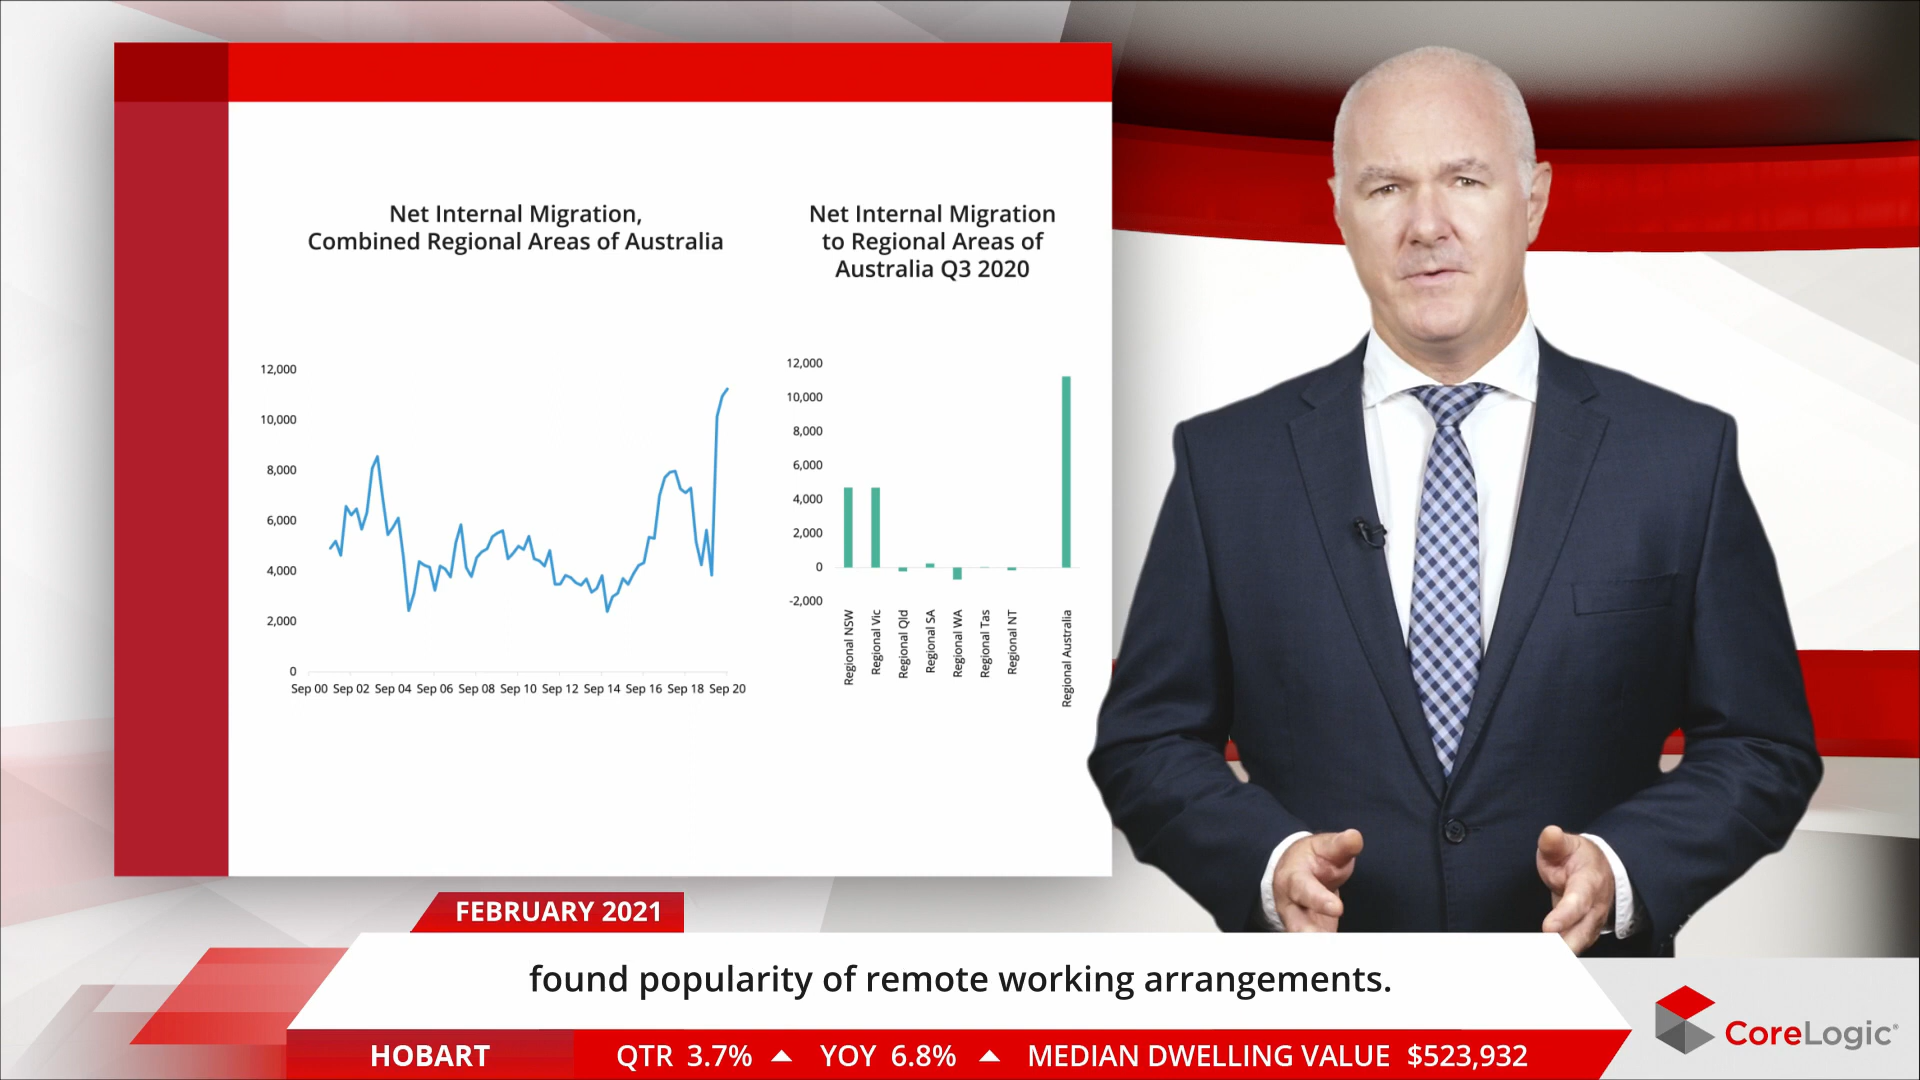 Net Internal Migration,
Combined Regional Areas of Australia
12,000
10,000
8,000
6,000
4,000
2,000
0
Sep 00 Sep 02 Sep 04 Sep 06 Sep 08 Sep 10 Sep 12 Sep 14 Sep 16 Sep 18 Sep 20
Net Internal Migration
to Regional Areas of
Australia Q3 2020
12,000
10,000
8,000
6,000
4,000
2,000
0
-2,000
Regional NSW
Regional Vic
Regional Qld
Regional SA
Regional WA
Regional Tas
Regional NT
Regional Australia
FEBRUARY 2021
found popularity of remote working arrangements.
HOBART QTR 3.7% YOY 6.8% MEDIAN DWELLING VALUE $523,932
CoreLogic®